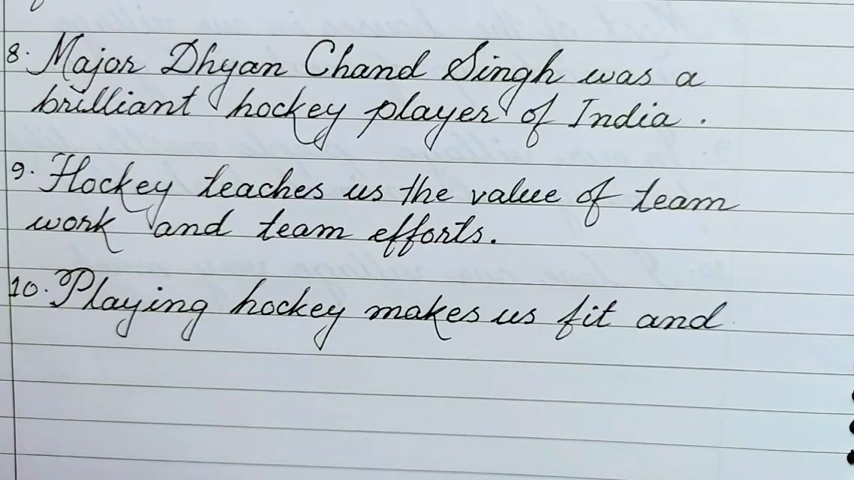 8. Major Dhyan Chand Singh was a
brilliant hockey player of India.
9. Hockey teaches us the value of team
work and team efforts.
10. Playing hockey makes us fit and